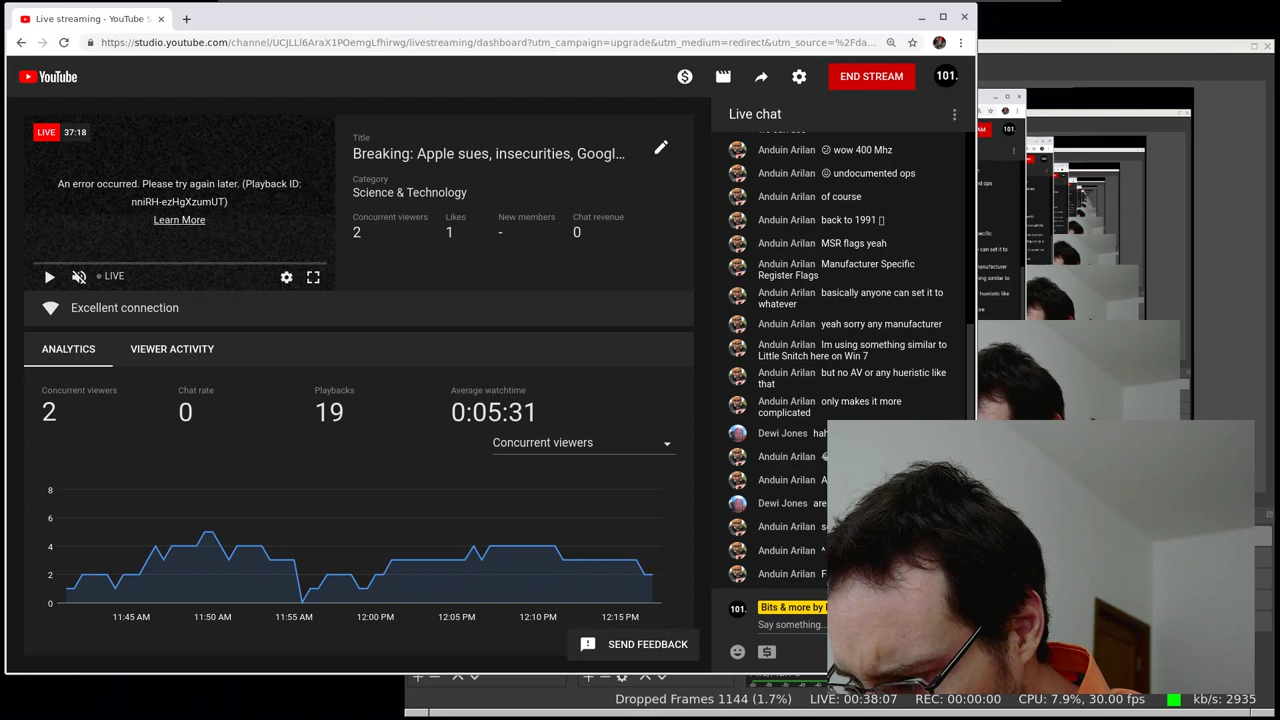 Live streaming - YouTube S
https://studio.youtube.com/channel/UCJLLl6AraX1POemgLfhirwg/livestreaming/dashboard?utm_campaign=upgrade&utm_medium=redirect&utm_source=%2Fda...
YouTube
END STREAM
101.
LIVE 37:18
An error occurred. Please try again later. (Playback ID:
nniRH-ezHgXzumUT)
Learn More
LIVE
Title
Breaking: Apple sues, insecurities, Googl...
Category
Science & Technology
Concurrent viewers Likes New members Chat revenue
2 1 - 0
Excellent connection
ANALYTICS VIEWER ACTIVITY
Concurrent viewers Chat rate Playbacks Average watchtime
2 0 19 0:05:31
Concurrent viewers
8
6
4
2
0
11:45 AM 11:50 AM 11:55 AM 12:00 PM 12:05 PM 12:10 PM 12:15 PM
SEND FEEDBACK
Live chat
Anduin Arilan 😕 wow 400 Mhz
Anduin Arilan 😖 undocumented ops
Anduin Arilan of course
Anduin Arilan back to 1991
Anduin Arilan MSR flags yeah
Anduin Arilan Manufacturer Specific
Register Flags
Anduin Arilan basically anyone can set it to
whatever
Anduin Arilan yeah sorry any manufacturer
Anduin Arilan Im using something similar to
Little Snitch here on Win 7
Anduin Arilan but no AV or any hueristic like
that
Anduin Arilan only makes it more
complicated
Dewi Jones
Anduin Arilan
Anduin Arilan
Dewi Jones are
Anduin Arilan
Anduin Arilan ^
Anduin Arilan
101.
Bits & more by
Say something...
101.
Dropped Frames 1144 (1.7%) LIVE: 00:38:07 REC: 00:00:00 CPU: 7.9%, 30.00 fps kb/s: 2935